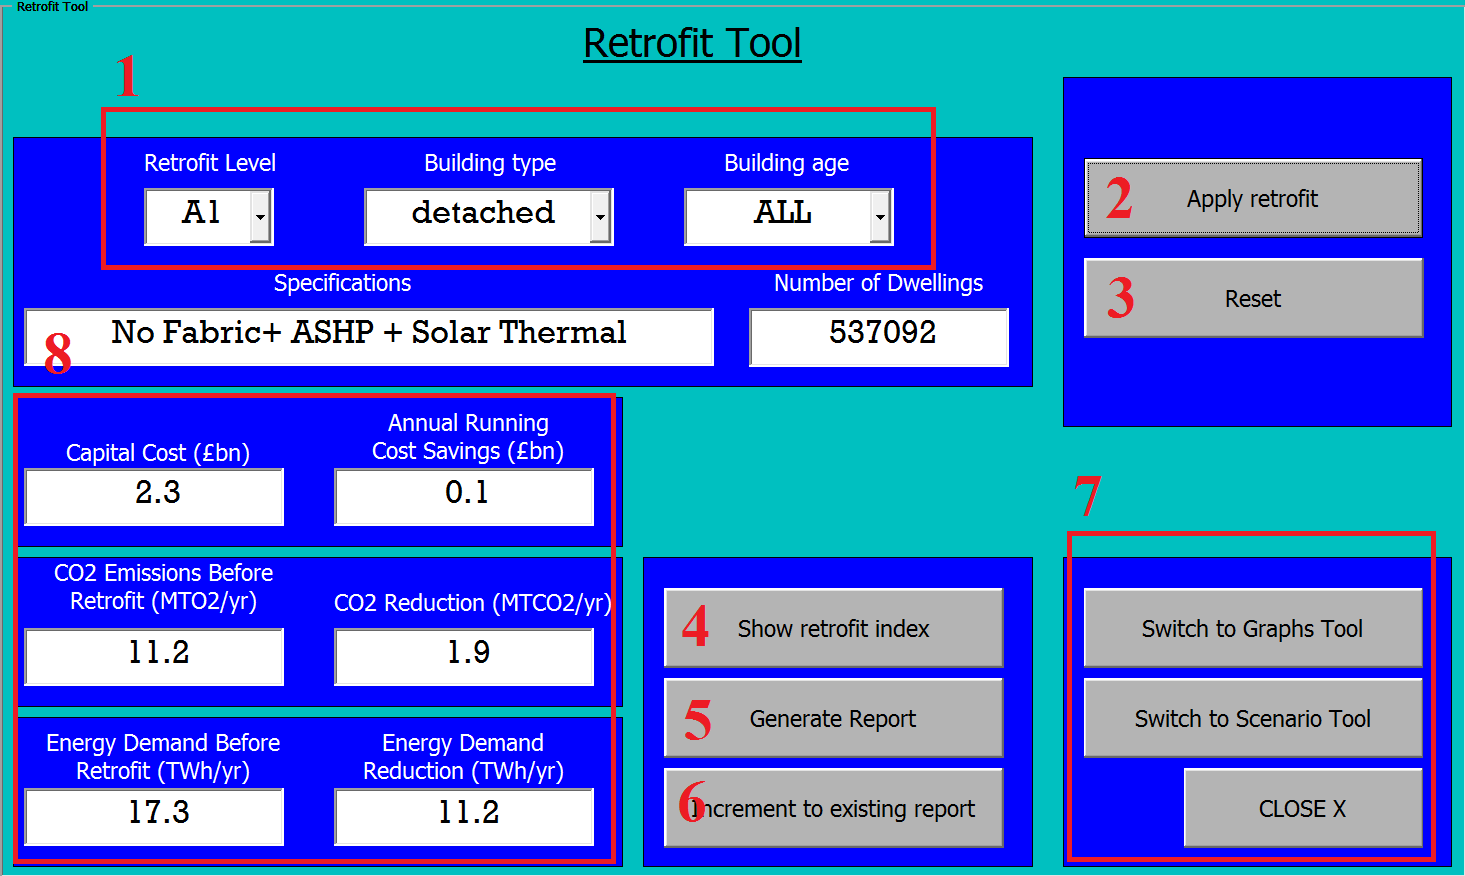 Retrofit Tool
Retrofit Tool
1
Retrofit Level
Building type
Building age
A1
detached
ALL
Specifications
Number of Dwellings
8
No Fabric+ ASHP + Solar Thermal
537092
2
Apply retrofit
3
Reset
Capital Cost (£bn)
Annual Running
Cost Savings (£bn)
2.3
0.1
CO2 Emissions Before
Retrofit (MTO2/yr)
CO2 Reduction (MTCO2/yr)
11.2
1.9
Energy Demand Before
Retrofit (TWh/yr)
Energy Demand
Reduction (TWh/yr)
17.3
11.2
4
Show retrofit index
5
Generate Report
6
Increment to existing report
7
Switch to Graphs Tool
Switch to Scenario Tool
CLOSE X